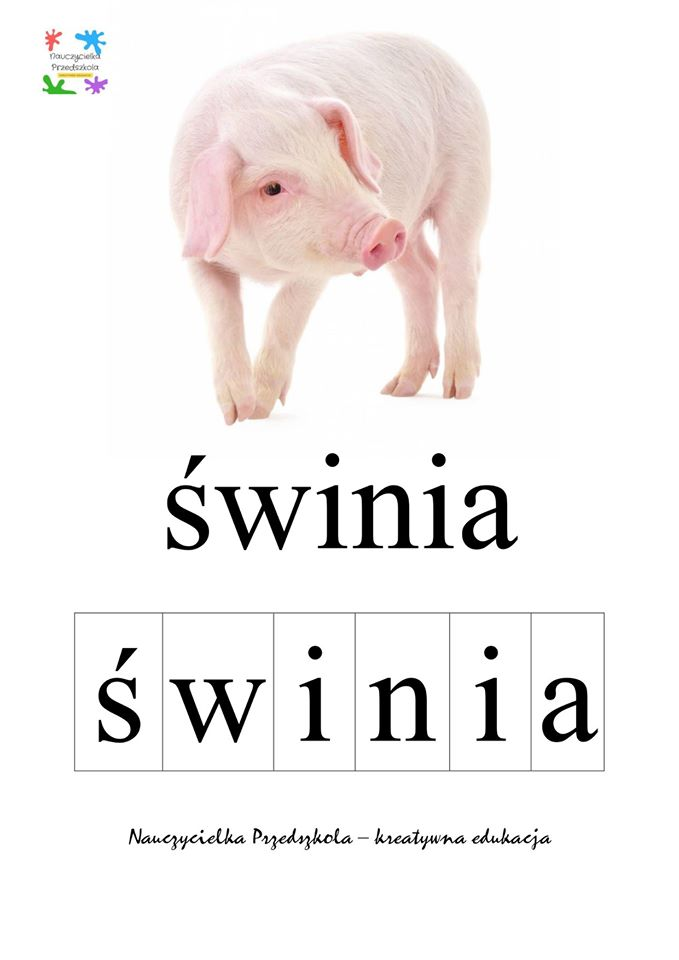 Nauczycielka
Przedszkola
świnia
ś w i n i a
Nauczycielka Przedszkola – kreatywna edukacja